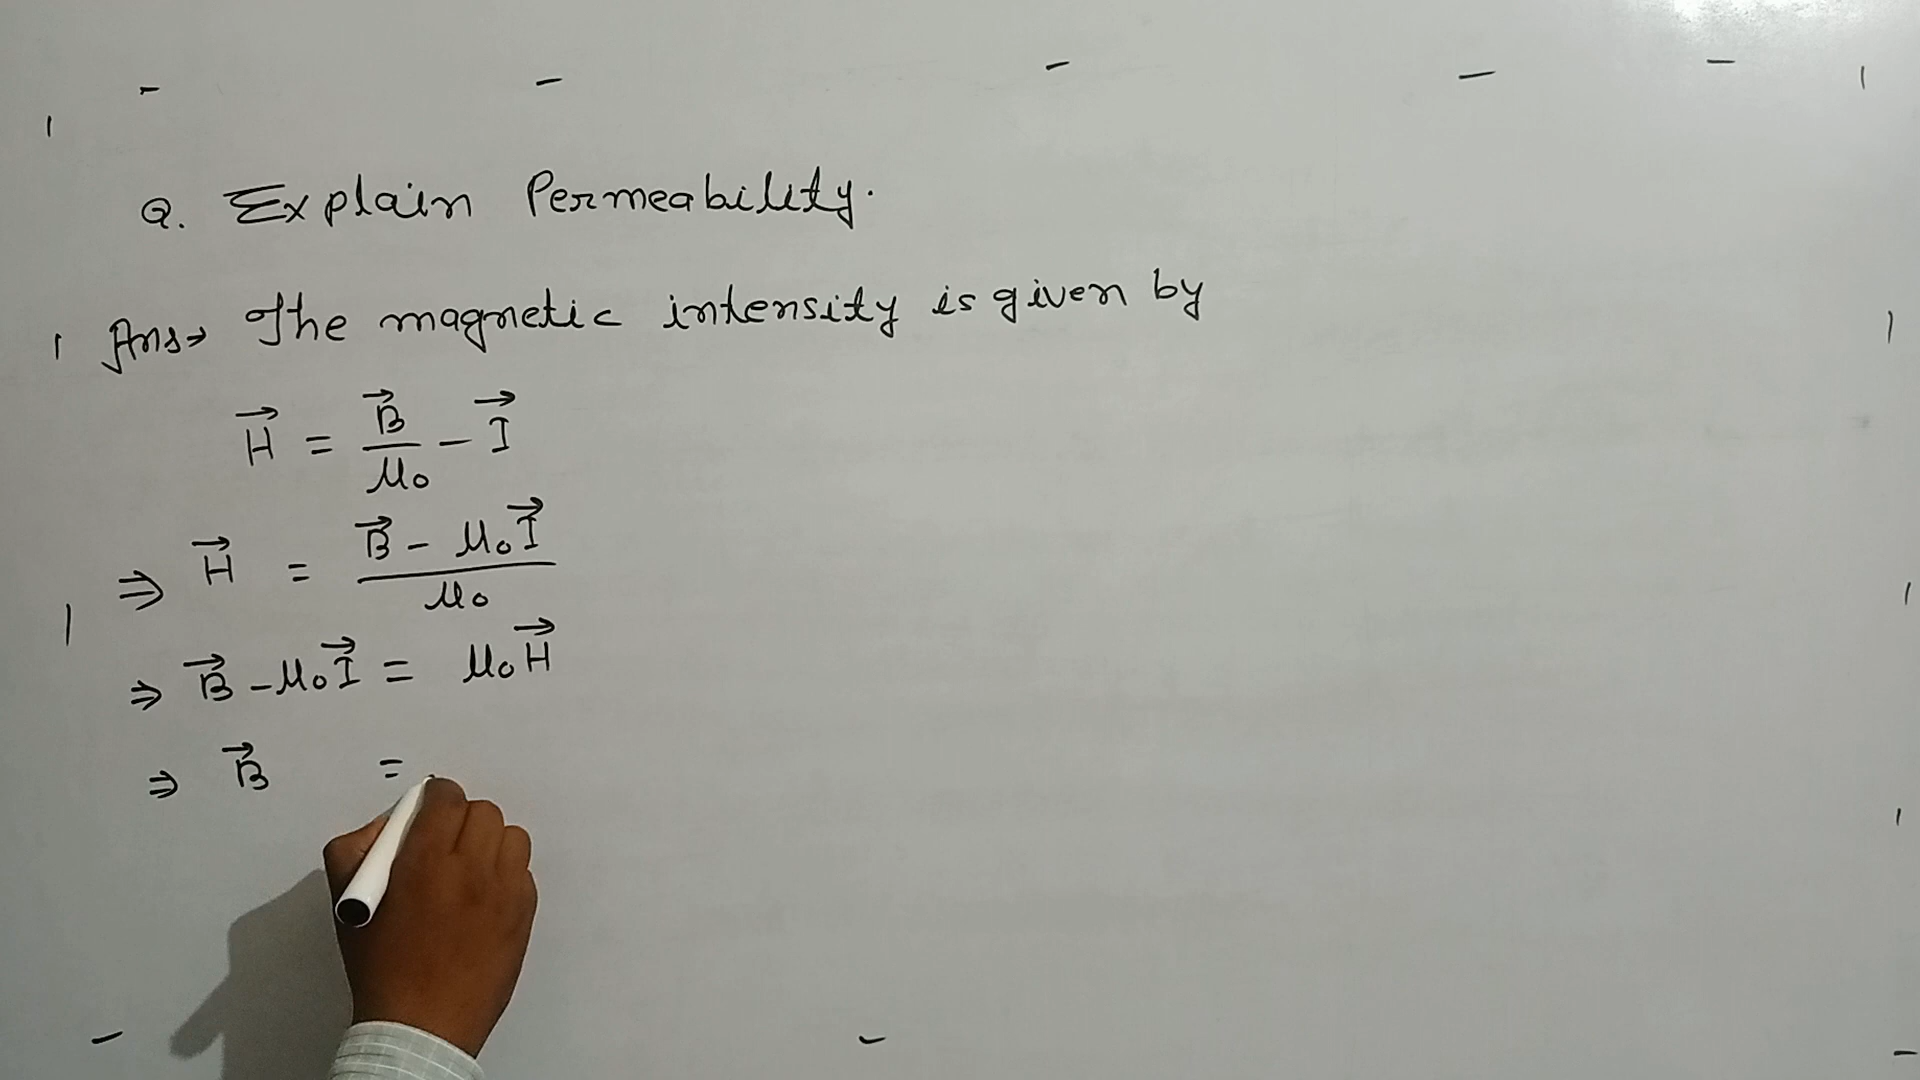 Q. Explain Permeability.
Ans→ The magnetic intensity is given by
H⃗ = B⃗/μ₀ − I⃗
⇒ H⃗ = (B⃗ − μ₀I⃗)/μ₀
⇒ B⃗ − μ₀I⃗ = μ₀H⃗
⇒ B⃗ =